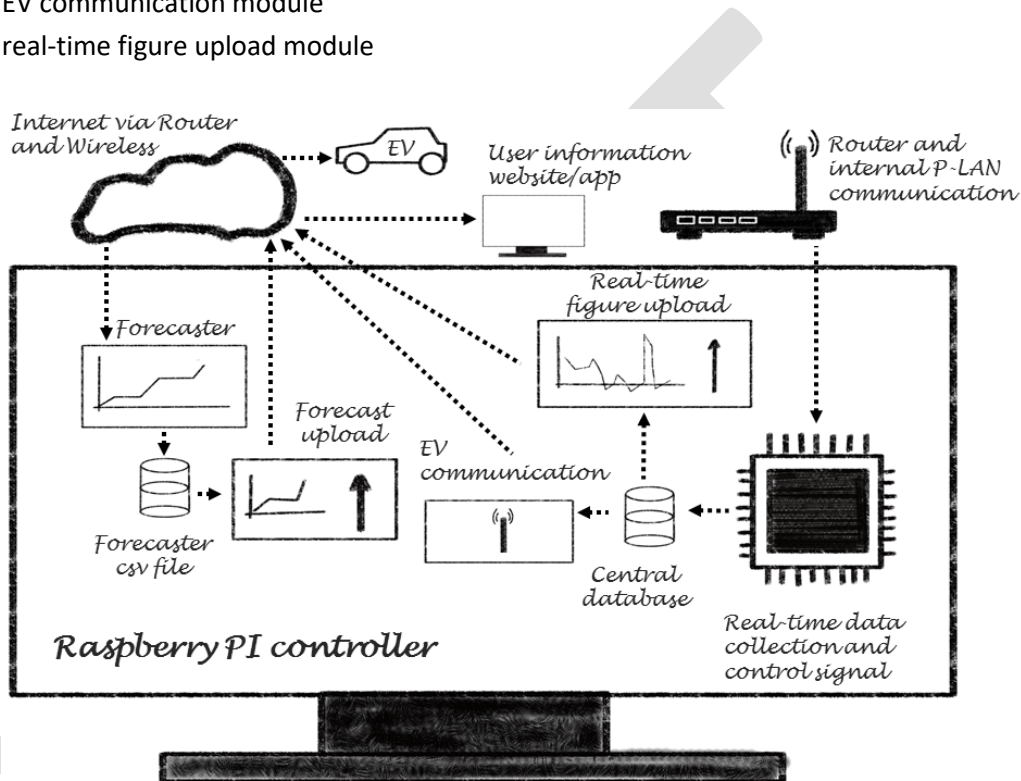 EV communication module
real-time figure upload module
Internet via Router
and Wireless
EV
User information
website/app
Router and
internal P-LAN
communication
Real-time
figure upload
Forecaster
Forecast
upload
EV
communication
Forecaster
csv file
Central
database
Real-time data
collection and
control signal
Raspberry PI controller